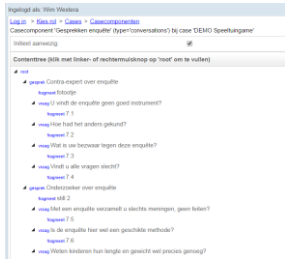 Ingelogd als: Wim Westera
Log in > Kies rol > Cases > Casecomponenten
Casecomponent 'Gesprekken enquête' (type='conversations') bij case 'DEMO Speeltuingame'
Initieel aanwezig
Contenttree (klik met linker- of rechtermuisknop op 'root' om te vullen)
root
gesprek Contra-expert over enquête
fragment fotootje
vraag U vindt de enquête geen goed instrument?
fragment 7.1
vraag Hoe had het anders gekund?
fragment 7.2
vraag Wat is uw bezwaar tegen deze enquête?
fragment 7.3
vraag Vindt u alle vragen slecht?
fragment 7.4
gesprek Onderzoeker over enquête
fragment still 2
vraag Met een enquête verzamelt u slechts meningen, geen feiten?
fragment 7.5
vraag Is de enquête hier wel een geschikte methode?
fragment 7.6
vraag Weten kinderen hun lengte en gewicht wel precies genoeg?